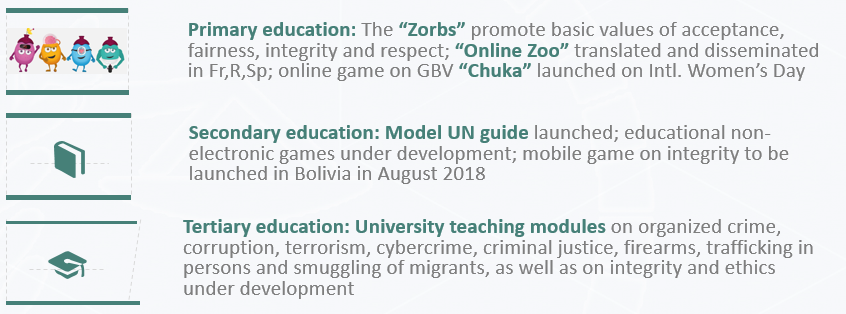 Primary education: The “Zorbs” promote basic values of acceptance,
fairness, integrity and respect; “Online Zoo” translated and disseminated
in Fr,R,Sp; online game on GBV “Chuka” launched on Intl. Women’s Day
Secondary education: Model UN guide launched; educational non-
electronic games under development; mobile game on integrity to be
launched in Bolivia in August 2018
Tertiary education: University teaching modules on organized crime,
corruption, terrorism, cybercrime, criminal justice, firearms, trafficking in
persons and smuggling of migrants, as well as on integrity and ethics
under development